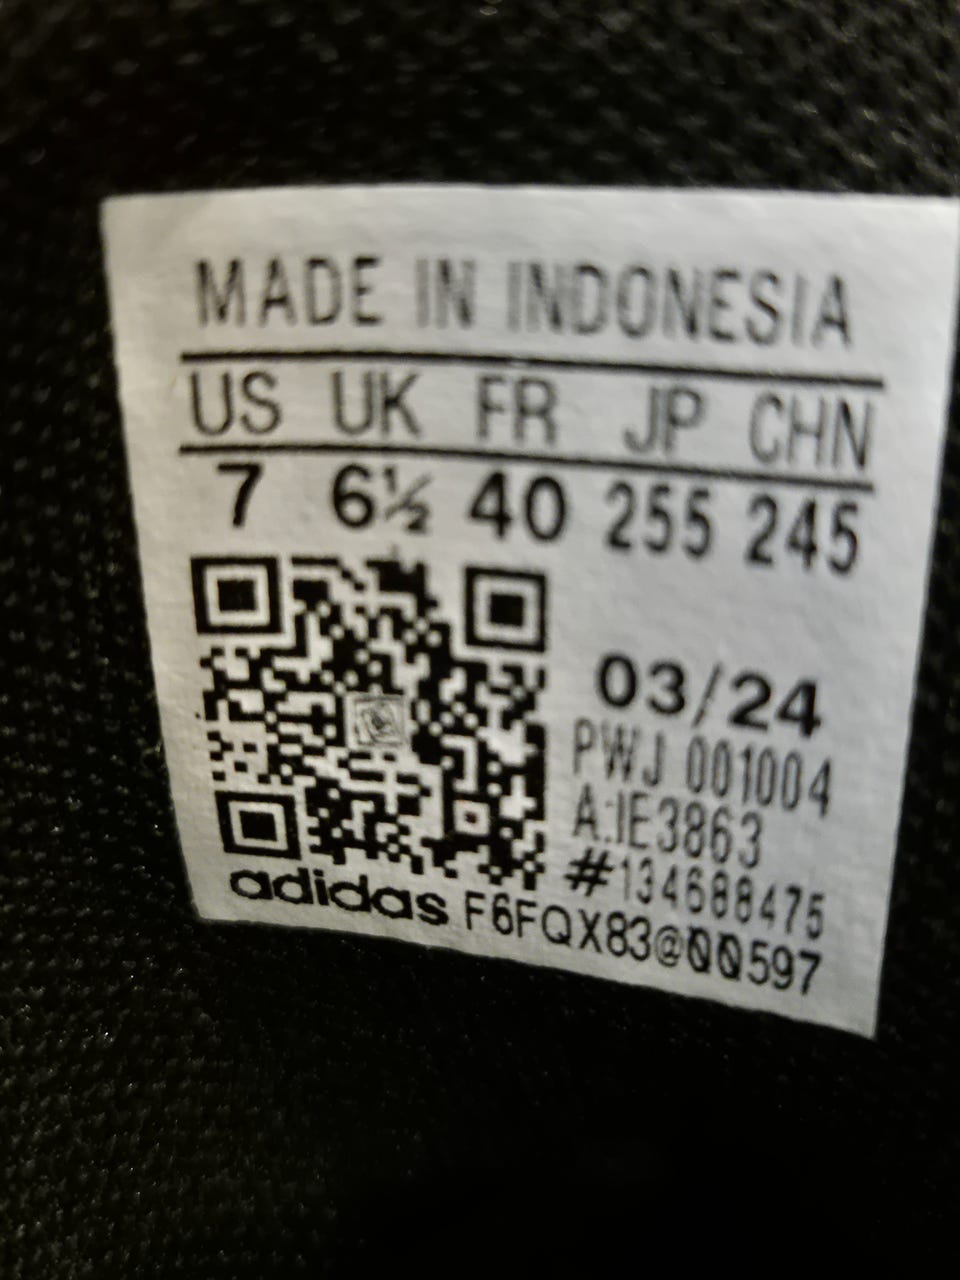 MADE IN INDONESIA
US UK FR JP CHN
7 6½ 40 255 245
03/24
PWJ 001004
A:IE3863
#134688475
adidas F6FQX83@00597